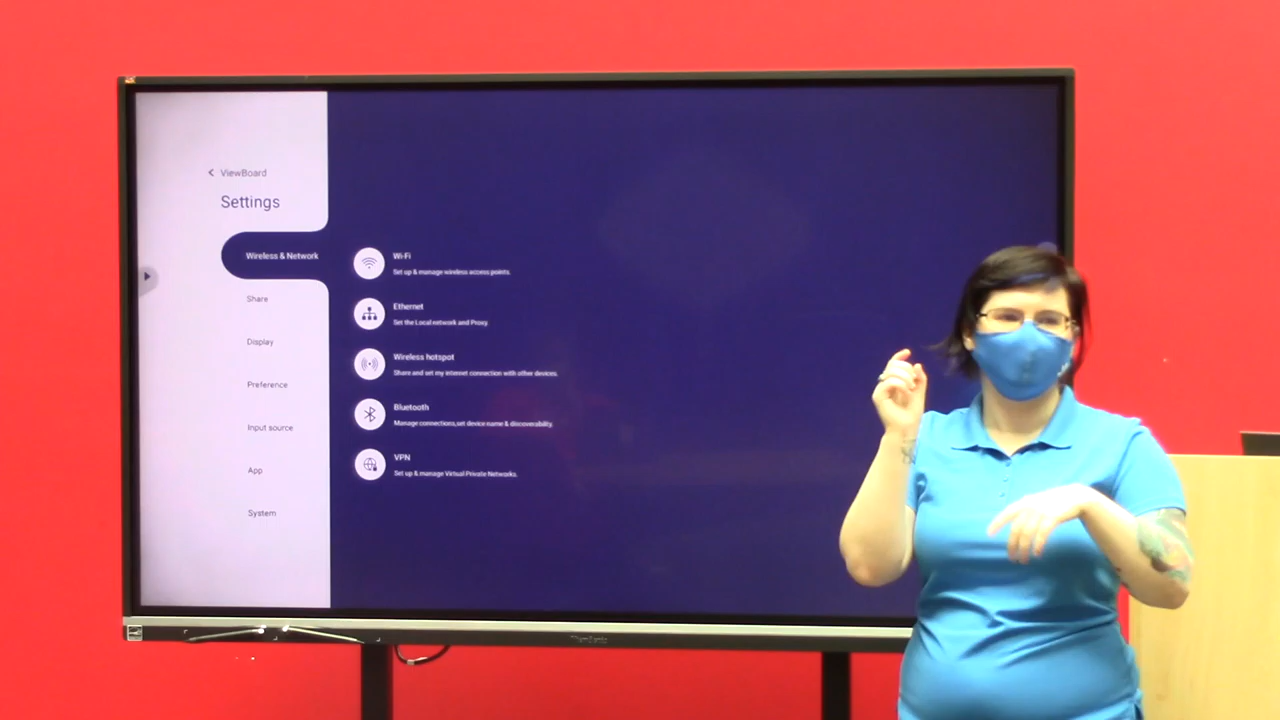 ViewBoard
Settings
Wireless & Network
Share
Display
Preference
Input source
App
System
Wi-Fi
Set up & manage wireless access points.
Ethernet
Set the Local network and Proxy.
Wireless hotspot
Share and set my internet connection with other devices.
Bluetooth
Manage connections,set device name & discoverability.
VPN
Set up & manage Virtual Private Networks.
ViewSonic